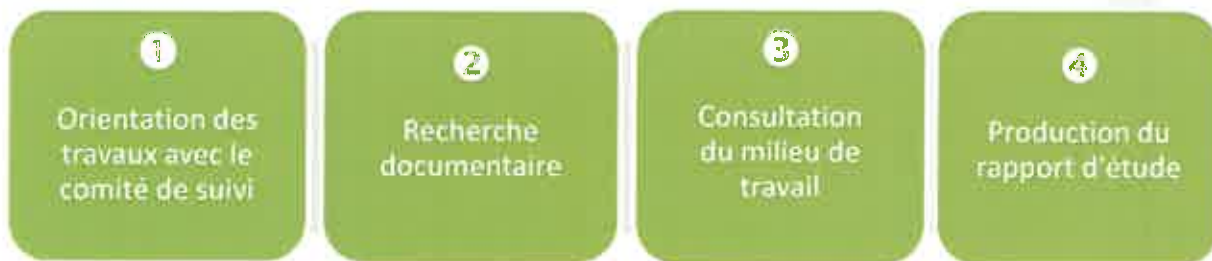 1
Orientation des
travaux avec le
comité de suivi
2
Recherche
documentaire
3
Consultation
du milieu de
travail
4
Production du
rapport d'étude